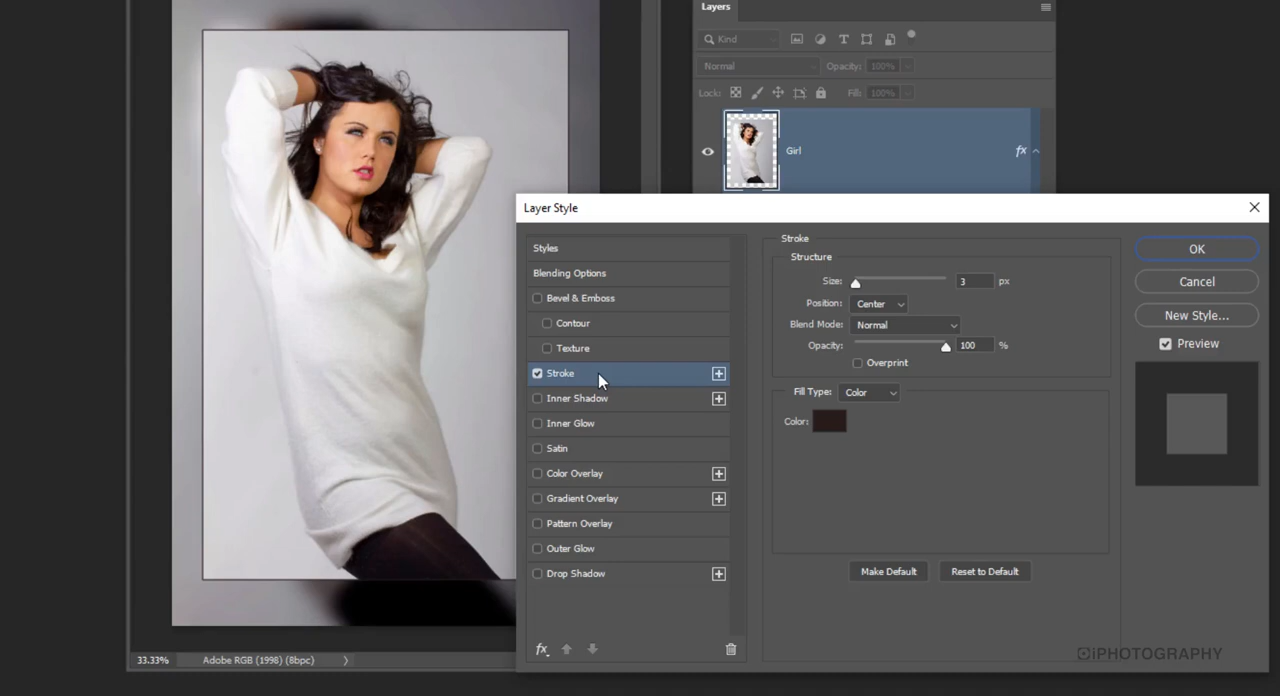 Layers
Kind
Normal Opacity: 100%
Lock: Fill: 100%
Girl fx
Layer Style
Styles
Blending Options
Bevel & Emboss
Contour
Texture
Stroke
Inner Shadow
Inner Glow
Satin
Color Overlay
Gradient Overlay
Pattern Overlay
Outer Glow
Drop Shadow
fx
Stroke
Structure
Size: 3 px
Position: Center
Blend Mode: Normal
Opacity: 100 %
Overprint
Fill Type: Color
Color:
Make Default Reset to Default
OK
Cancel
New Style...
Preview
33.33% Adobe RGB (1998) (8bpc)
iPHOTOGRAPHY